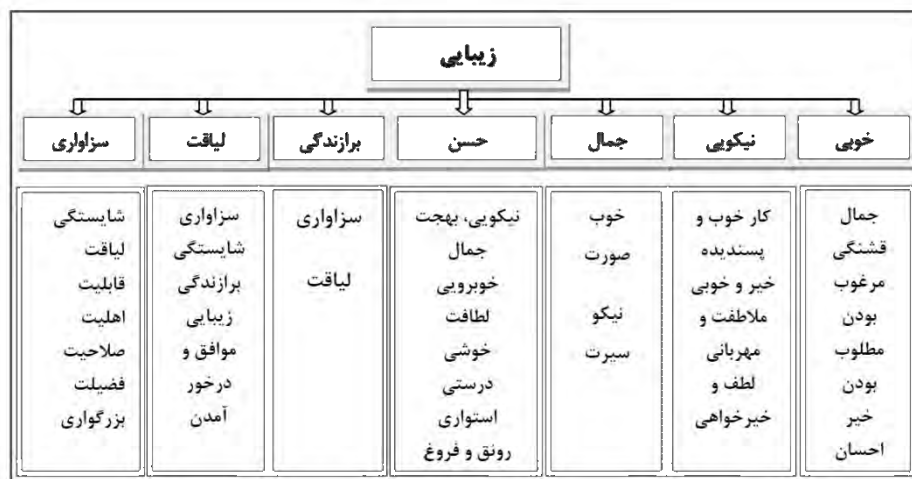 زیبایی
خوبی
نیکویی
جمال
حسن
برازندگی
لیاقت
سزاواری
جمال
قشنگی
مرغوب
بودن
مطلوب
بودن
خیر
احسان
کار خوب و
پسندیده
خیر و خوبی
ملاطفت و
مهربانی
لطف و
خیرخواهی
خوب
صورت
نیکو
سیرت
نیکویی، بهجت
جمال
خوبرویی
لطافت
خوشی
درستی
استواری
رونق و فروغ
سزاواری
لیاقت
سزاواری
شایستگی
برازندگی
زیبایی
موافق و
درخور
آمدن
شایستگی
لیاقت
قابلیت
اهلیت
صلاحیت
فضیلت
بزرگواری